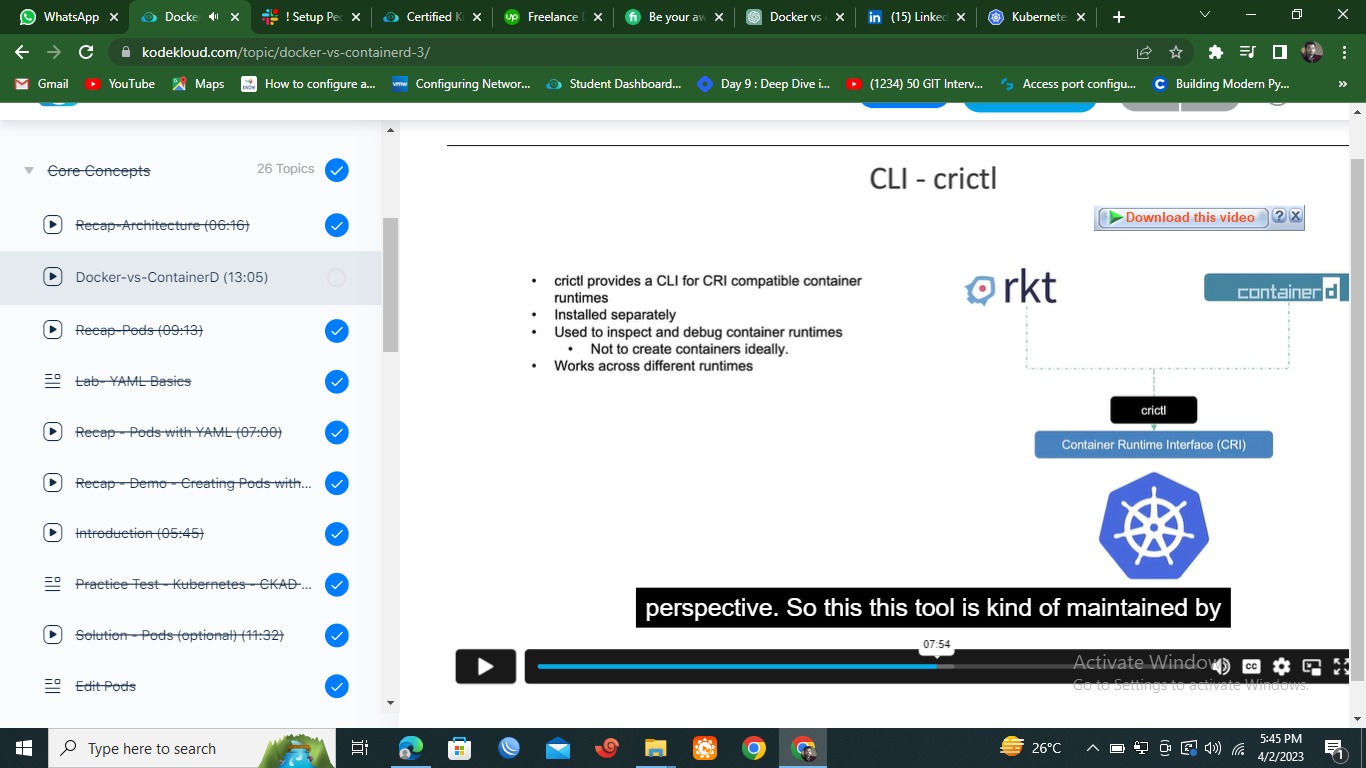 WhatsApp
Docke
! Setup Pe
Certified K
Freelance
Be your aw
Docker vs
(15) Linked
Kubernete
kodekloud.com/topic/docker-vs-containerd-3/
Gmail
YouTube
Maps
How to configure a...
Configuring Networ...
Student Dashboard...
Day 9 : Deep Dive i...
(1234) 50 GIT Interv...
Access port configu...
Building Modern Py...
»
Core Concepts
26 Topics
Recap-Architecture (06:16)
Docker-vs-ContainerD (13:05)
Recap-Pods (09:13)
Lab- YAML Basics
Recap - Pods with YAML (07:00)
Recap - Demo - Creating Pods with...
Introduction (05:45)
Practice Test - Kubernetes - CKAD ...
Solution - Pods (optional) (11:32)
Edit Pods
CLI - crictl
Download this video
? X
• crictl provides a CLI for CRI compatible container
runtimes
• Installed separately
• Used to inspect and debug container runtimes
• Not to create containers ideally.
• Works across different runtimes
rkt
containerd
crictl
Container Runtime Interface (CRI)
perspective. So this this tool is kind of maintained by
07:54
CC
Activate Windows
Go to Settings to activate Windows.
Type here to search
26°C
5:45 PM
4/2/2023
1